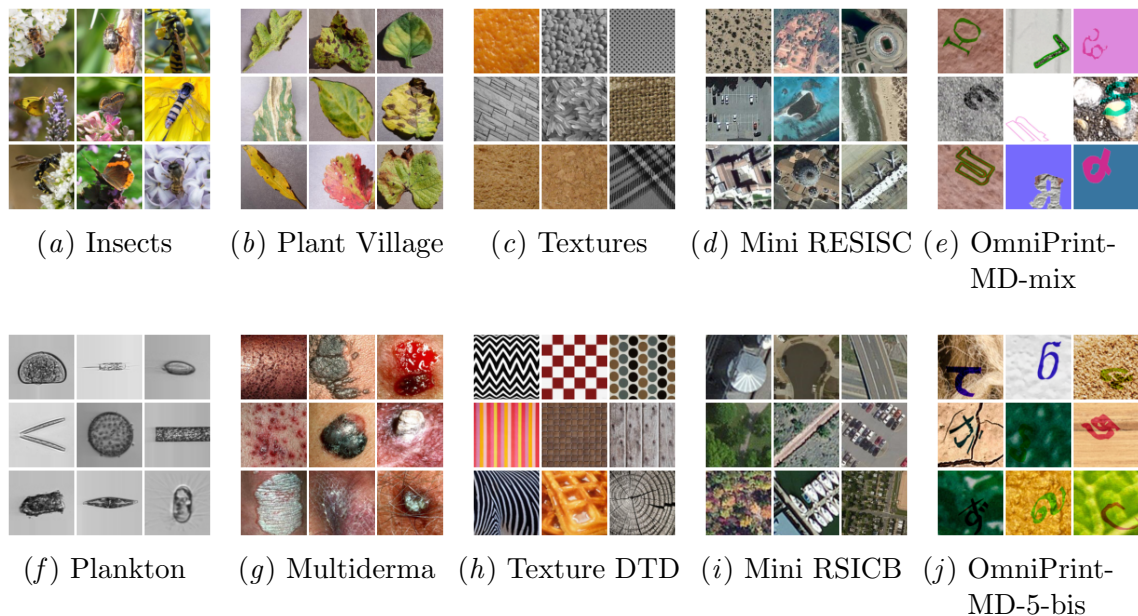 (a) Insects
(b) Plant Village
(c) Textures
(d) Mini RESISC
(e) OmniPrint-
MD-mix
(f) Plankton
(g) Multiderma
(h) Texture DTD
(i) Mini RSICB
(j) OmniPrint-
MD-5-bis